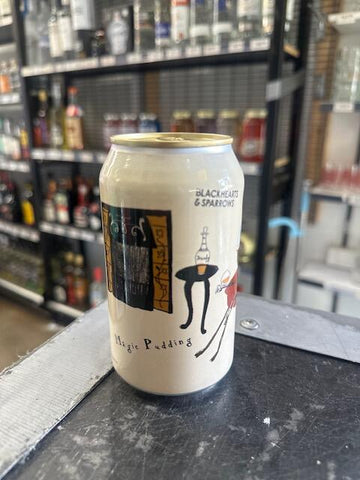 BLACKHEARTS
& SPARROWS
Magic Pudding